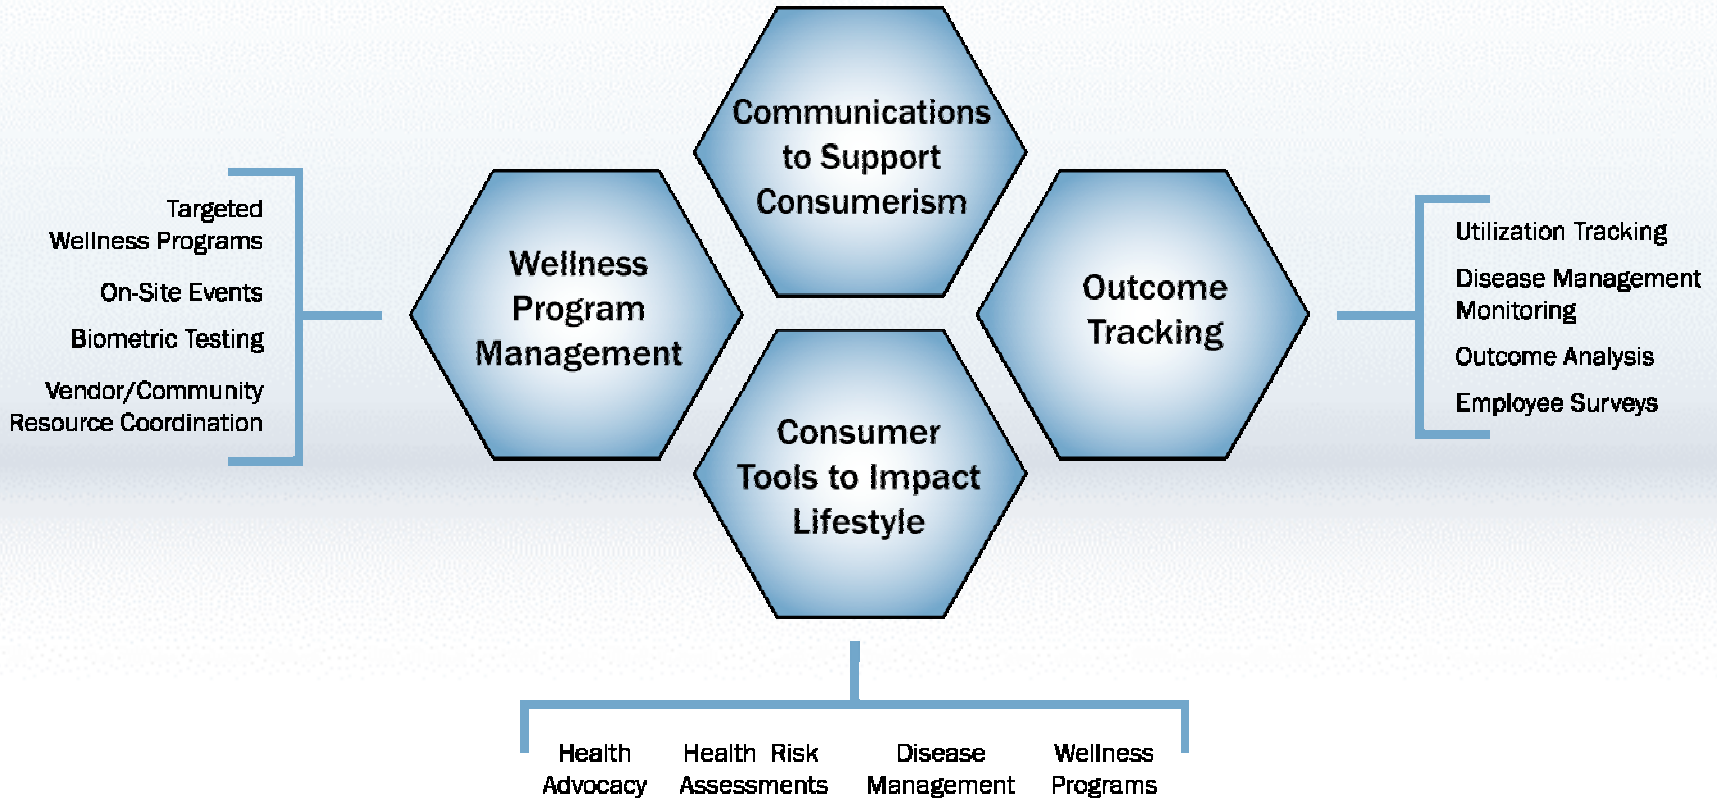 Communications
to Support
Consumerism
Targeted
Wellness Programs
On-Site Events
Biometric Testing
Vendor/Community
Resource Coordination
Wellness
Program
Management
Outcome
Tracking
Utilization Tracking
Disease Management
Monitoring
Outcome Analysis
Employee Surveys
Consumer
Tools to Impact
Lifestyle
Health
Advocacy
Health Risk
Assessments
Disease
Management
Wellness
Programs